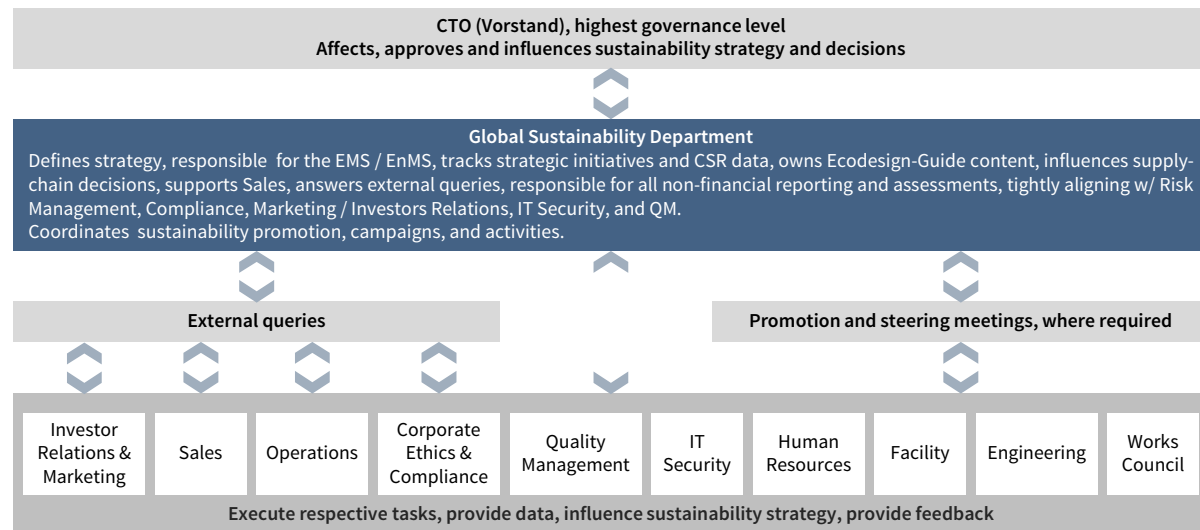 CTO (Vorstand), highest governance level
Affects, approves and influences sustainability strategy and decisions
Global Sustainability Department
Defines strategy, responsible for the EMS / EnMS, tracks strategic initiatives and CSR data, owns Ecodesign-Guide content, influences supply-
chain decisions, supports Sales, answers external queries, responsible for all non-financial reporting and assessments, tightly aligning w/ Risk
Management, Compliance, Marketing / Investors Relations, IT Security, and QM.
Coordinates sustainability promotion, campaigns, and activities.
External queries
Promotion and steering meetings, where required
Investor
Relations &
Marketing
Sales
Operations
Corporate
Ethics &
Compliance
Quality
Management
IT
Security
Human
Resources
Facility
Engineering
Works
Council
Execute respective tasks, provide data, influence sustainability strategy, provide feedback